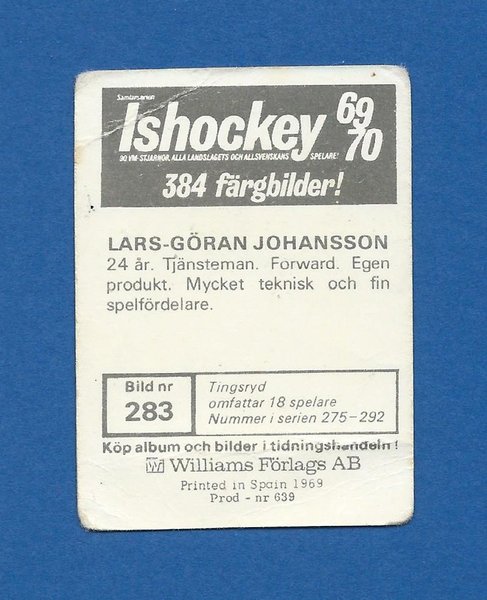 Samlarserien
Ishockey 69
70
90 VM-STJÄRNOR, ALLA LANDSLAGETS OCH ALLSVENSKANS SPELARE!
384 färgbilder!
LARS-GÖRAN JOHANSSON
24 år. Tjänsteman. Forward. Egen
produkt. Mycket teknisk och fin
spelfördelare.
Bild nr
283
Tingsryd
omfattar 18 spelare
Nummer i serien 275-292
Köp album och bilder i tidningshandeln!
W Williams Förlags AB
Printed in Spain 1969
Prod - nr 639